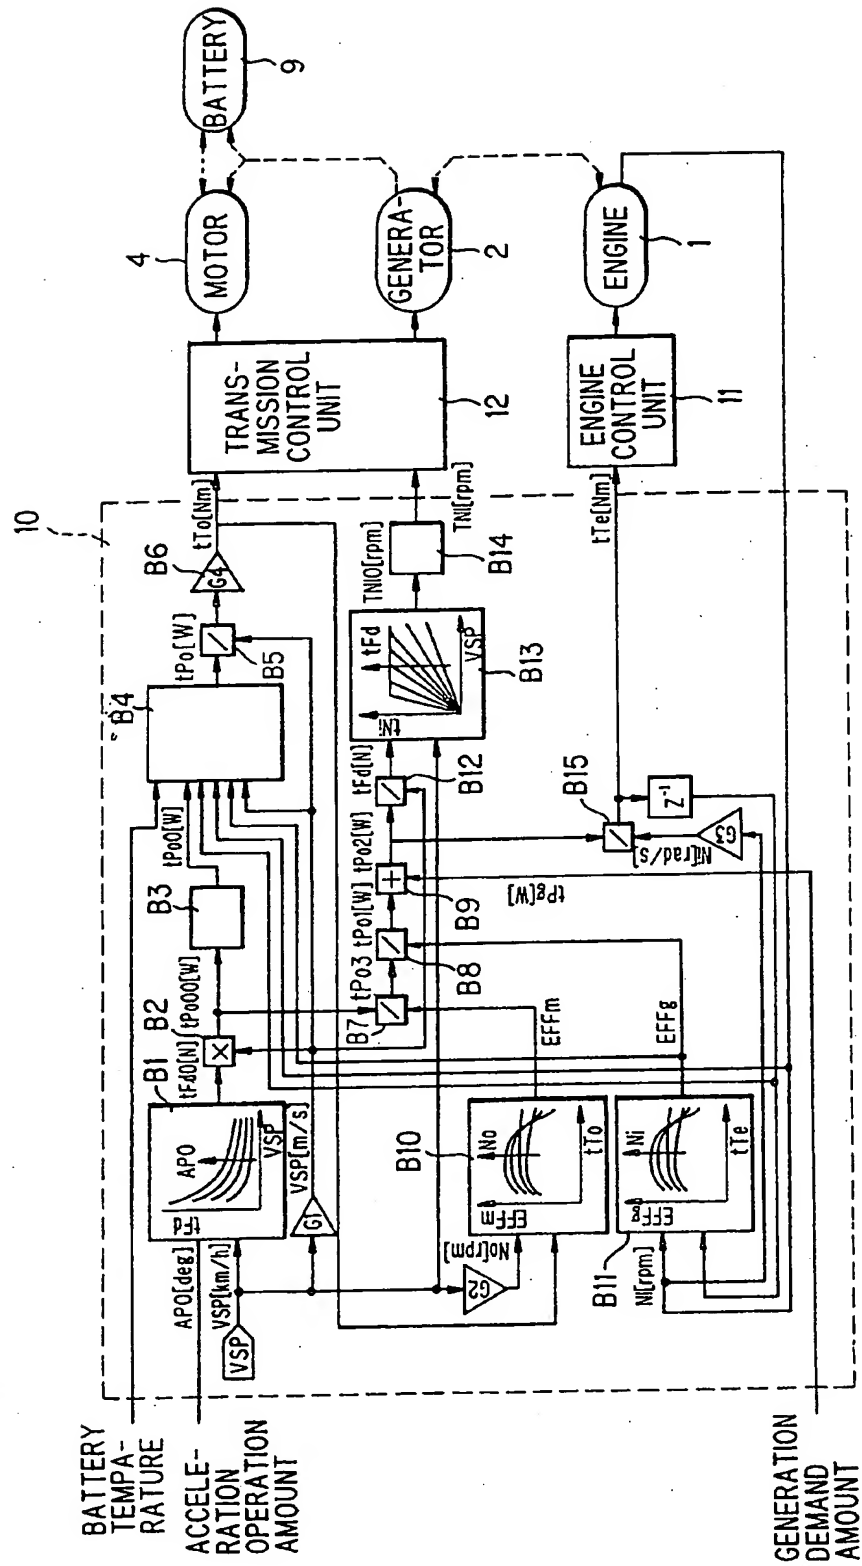 10
BATTERY
TEMPA-
RATURE
ACCELE-
RATION
OPERATION
AMOUNT
GENERATION
DEMAND
AMOUNT
APO[deg]
VSP[km/h]
VSP
B1
tFd
APO
VSP
tFd0[N]
B2
tPo00[W]
B3
tPo0[W]
B4
tPo[W]
B5
B6
G4
tTo[Nm]
VSP[m/s]
G1
G2
No[rpm]
B7
tPo3
B8
tPo1[W]
B9
tPo2[W]
tPg[W]
B12
tFd[N]
B13
tNi
tFd
VSP
TNIO[rpm]
B14
TNI[rpm]
B10
EFFm
No
tTo
EFFm
B11
EFFg
Ni
tTe
EFFg
NI[rpm]
B15
Z-1
G3
Ni[rad/s]
tTe[Nm]
TRANS-
MISSION
CONTROL
UNIT
12
ENGINE
CONTROL
UNIT
11
4
MOTOR
GENERA-
TOR
2
ENGINE
1
BATTERY
9